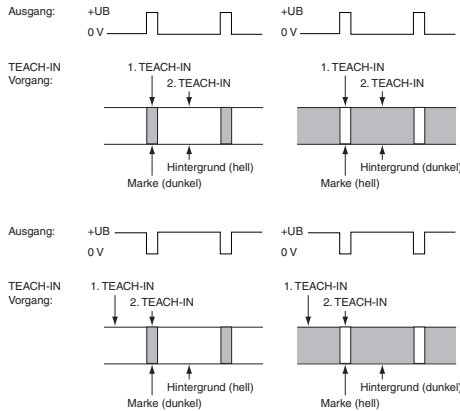 Ausgang: +UB +UB
0 V 0 V
TEACH-IN 1. TEACH-IN 1. TEACH-IN
Vorgang: 2. TEACH-IN 2. TEACH-IN
Hintergrund (hell) Hintergrund (dunkel)
Marke (dunkel) Marke (hell)
Ausgang: +UB +UB
0 V 0 V
TEACH-IN 1. TEACH-IN 1. TEACH-IN
Vorgang: 2. TEACH-IN 2. TEACH-IN
Hintergrund (hell) Hintergrund (dunkel)
Marke (dunkel) Marke (hell)